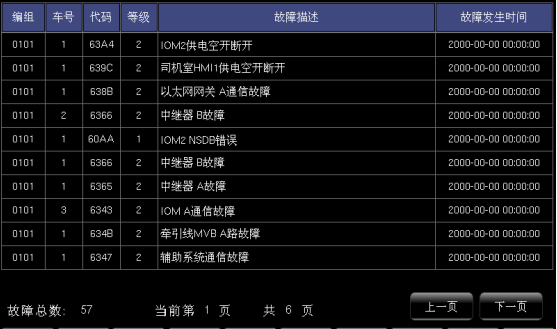 编组 车号 代码 等级 故障描述 故障发生时间
0101 1 63A4 2 IOM2供电空开断开 2000-00-00 00:00:00
0101 1 639C 2 司机室HMI1供电空开断开 2000-00-00 00:00:00
0101 1 638B 2 以太网网关 A通信故障 2000-00-00 00:00:00
0101 2 6366 2 中继器 B故障 2000-00-00 00:00:00
0101 1 60AA 1 IOM2 NSDB错误 2000-00-00 00:00:00
0101 1 6366 2 中继器 B故障 2000-00-00 00:00:00
0101 1 6365 2 中继器 A故障 2000-00-00 00:00:00
0101 3 6343 2 IOM A通信故障 2000-00-00 00:00:00
0101 1 634B 2 牵引线MVB A路故障 2000-00-00 00:00:00
0101 1 6347 2 辅助系统通信故障 2000-00-00 00:00:00
故障总数: 57 当前第 1 页 共 6 页 上一页 下一页